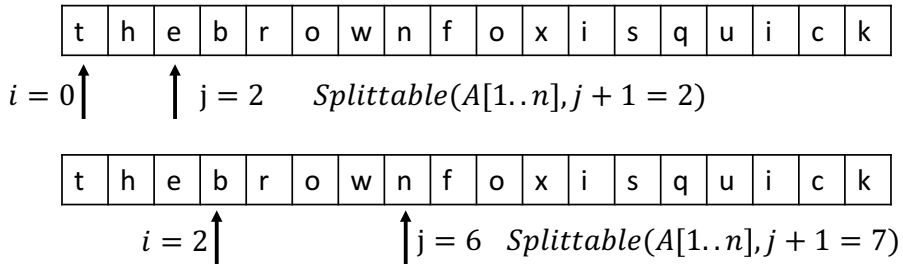 t h e b r o w n f o x i s q u i c k
i = 0 j = 2 Splittable(A[1..n], j + 1 = 2)
t h e b r o w n f o x i s q u i c k
i = 2 j = 6 Splittable(A[1..n], j + 1 = 7)